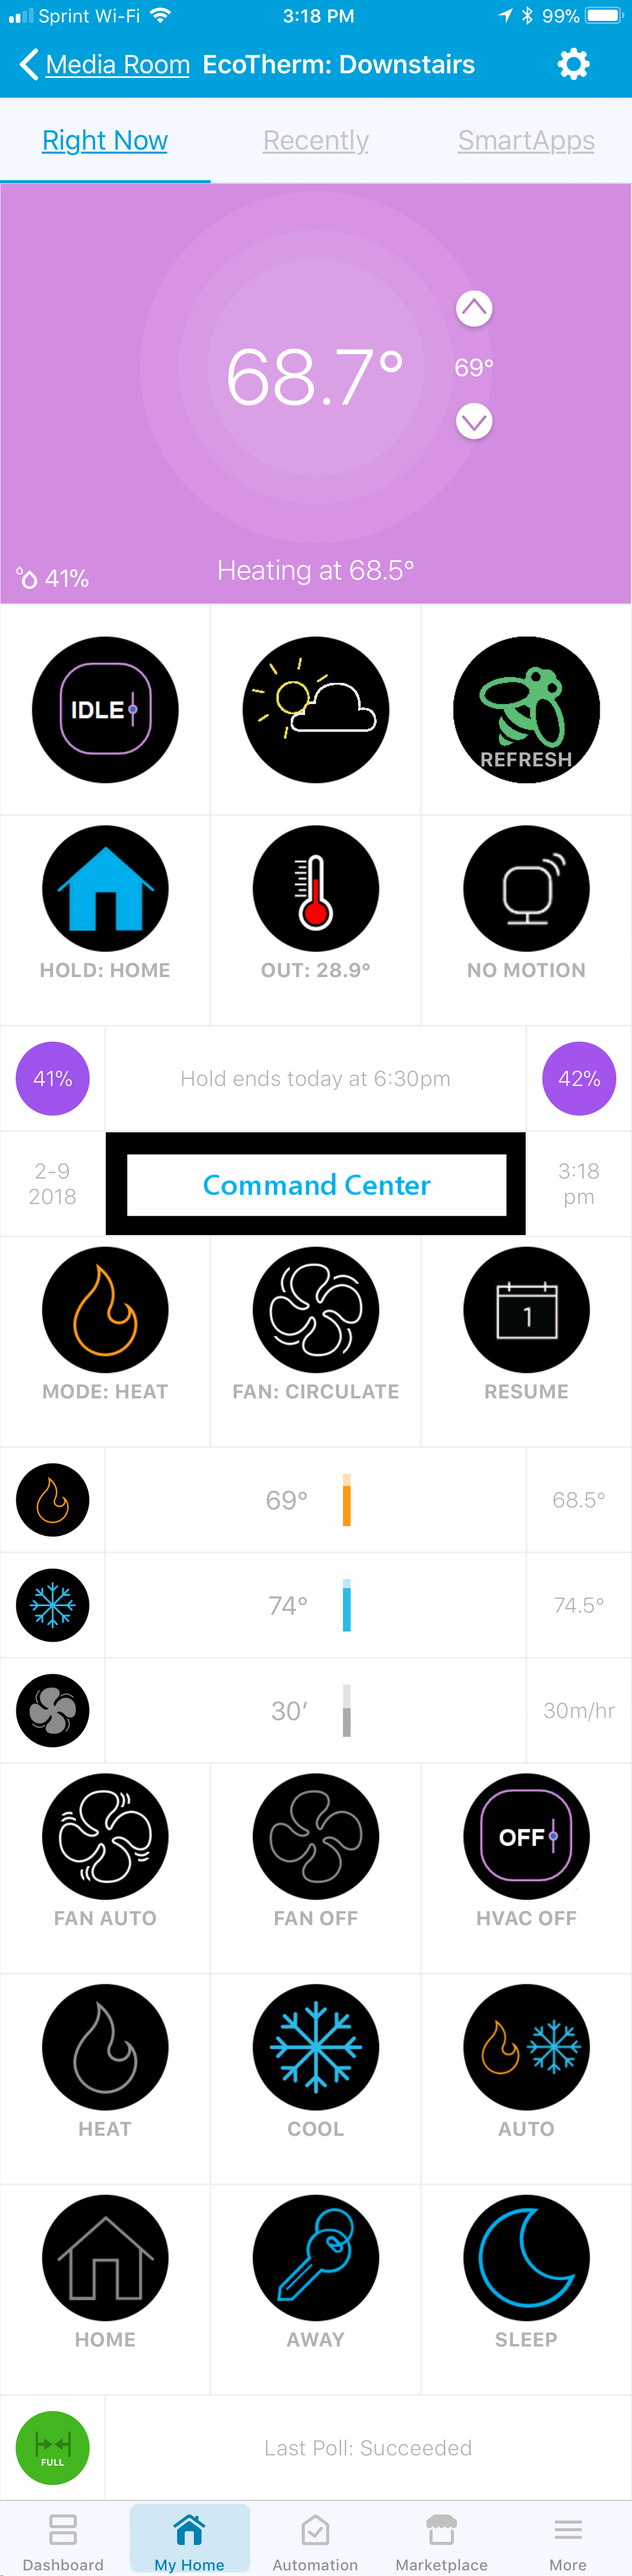 Sprint Wi-Fi 3:18 PM 99%
Media Room EcoTherm: Downstairs
Right Now Recently SmartApps
68.7°
69°
41% Heating at 68.5°
IDLE REFRESH
HOLD: HOME OUT: 28.9° NO MOTION
41% Hold ends today at 6:30pm 42%
2-9
2018
Command Center
3:18
pm
1
MODE: HEAT FAN: CIRCULATE RESUME
69° 68.5°
74° 74.5°
30’ 30m/hr
OFF
FAN AUTO FAN OFF HVAC OFF
HEAT COOL AUTO
HOME AWAY SLEEP
FULL Last Poll: Succeeded
Dashboard My Home Automation Marketplace More